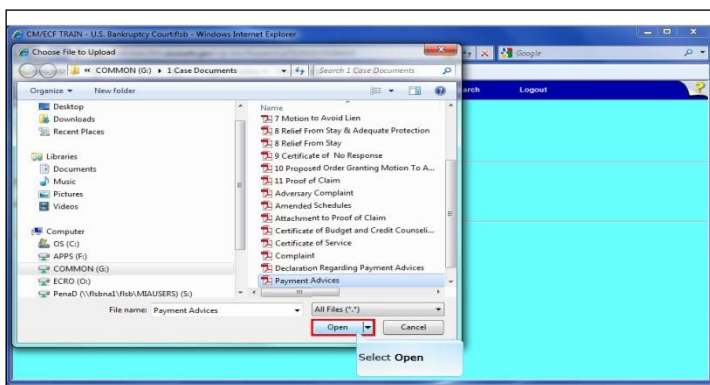 CM/ECF TRAIN - U.S. Bankruptcy Court:flsb - Windows Internet Explorer
Choose File to Upload
Google
« COMMON (G:) ▸ 1 Case Documents
Search 1 Case Documents
Organize ▾ New folder
arch Logout
?
Desktop
Downloads
Recent Places
Libraries
Documents
Music
Pictures
Videos
Computer
OS (C:)
APPS (F:)
COMMON (G:)
ECRO (O:)
PenaD (\\flsbna1\flsb\MIAUSERS) (S:)
Name
7 Motion to Avoid Lien
8 Relief From Stay & Adequate Protection
8 Relief From Stay
9 Certificate of No Response
10 Proposed Order Granting Motion To A...
11 Proof of Claim
Adversary Complaint
Amended Schedules
Attachment to Proof of Claim
Certificate of Budget and Credit Counseli...
Certificate of Service
Complaint
Declaration Regarding Payment Advices
Payment Advices
File name: Payment Advices
All Files (*.*)
Open Cancel
Select Open